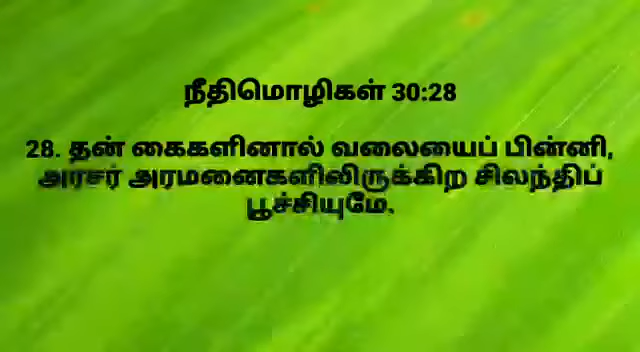 நீதிமொழிகள் 30:28
28. தன் கைகளினால் வலையைப் பின்னி,
அரசர் அரமனைகளிலிருக்கிற சிலந்திப்
பூச்சியுமே.